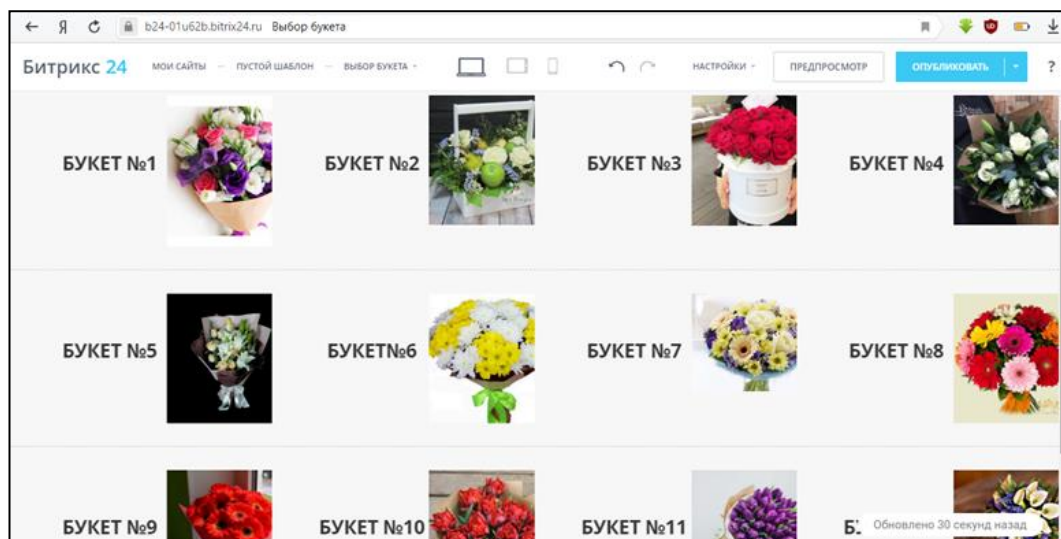 b24-01u62b.bitrix24.ru Выбор букета
Битрикс 24 МОИ САЙТЫ — ПУСТОЙ ШАБЛОН — ВЫБОР БУКЕТА НАСТРОЙКИ ПРЕДПРОСМОТР ОПУБЛИКОВАТЬ ?
БУКЕТ №1 БУКЕТ №2 БУКЕТ №3 БУКЕТ №4
БУКЕТ №5 БУКЕТ№6 БУКЕТ №7 БУКЕТ №8
БУКЕТ №9 БУКЕТ №10 БУКЕТ №11
Обновлено 30 секунд назад